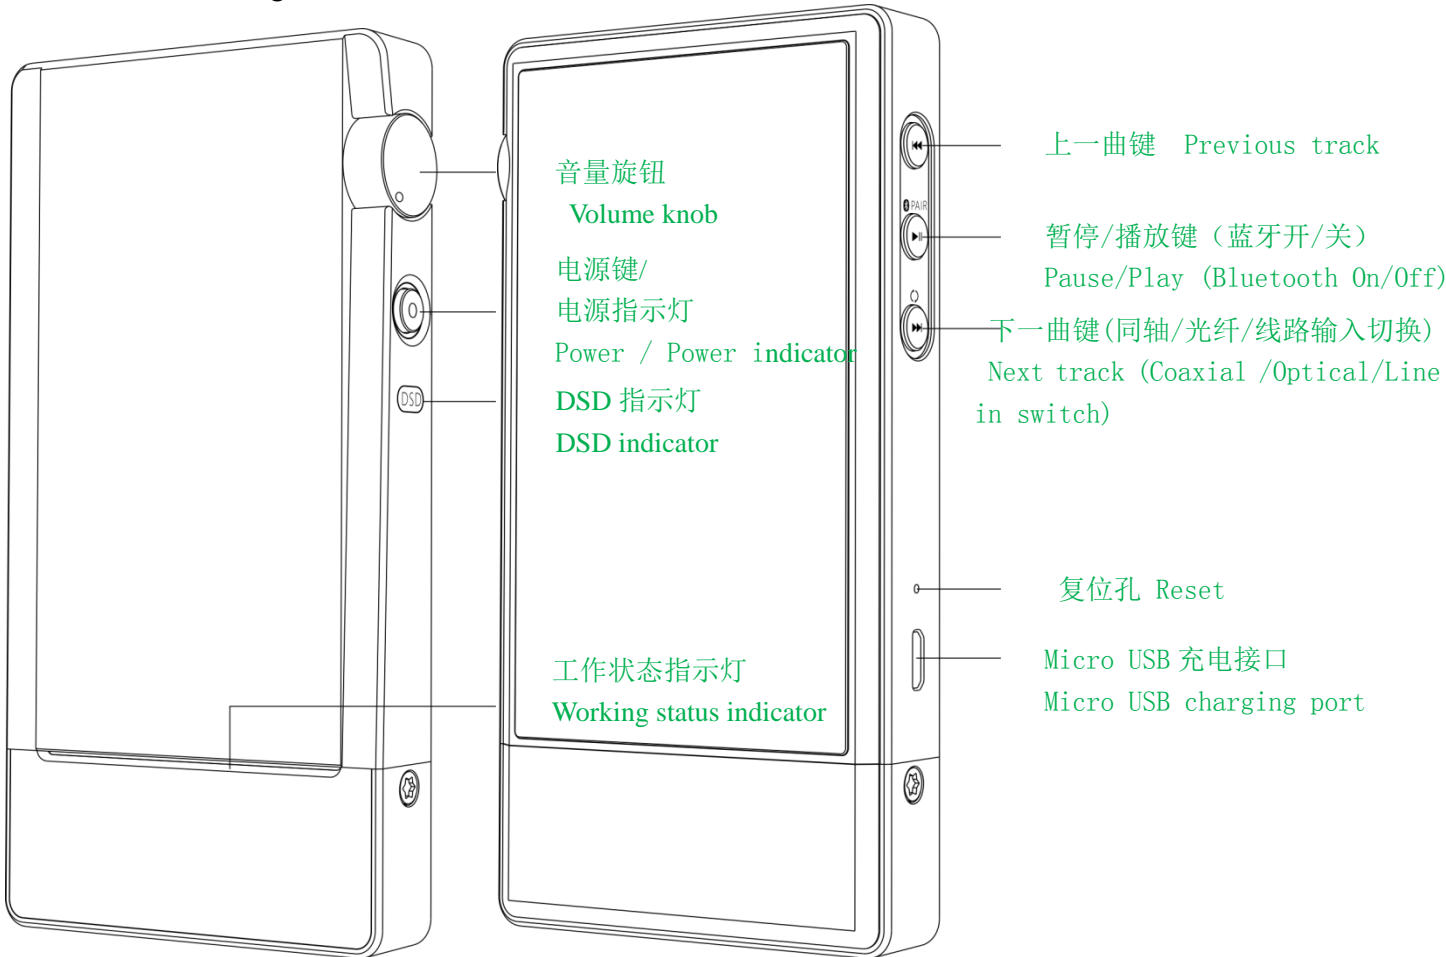 音量旋钮
Volume knob
电源键/
电源指示灯
Power / Power indicator
DSD
DSD 指示灯
DSD indicator
工作状态指示灯
Working status indicator
上一曲键 Previous track
PAIR
暂停/播放键（蓝牙开/关）
Pause/Play (Bluetooth On/Off)
下一曲键(同轴/光纤/线路输入切换)
Next track (Coaxial /Optical/Line
in switch)
复位孔 Reset
Micro USB 充电接口
Micro USB charging port